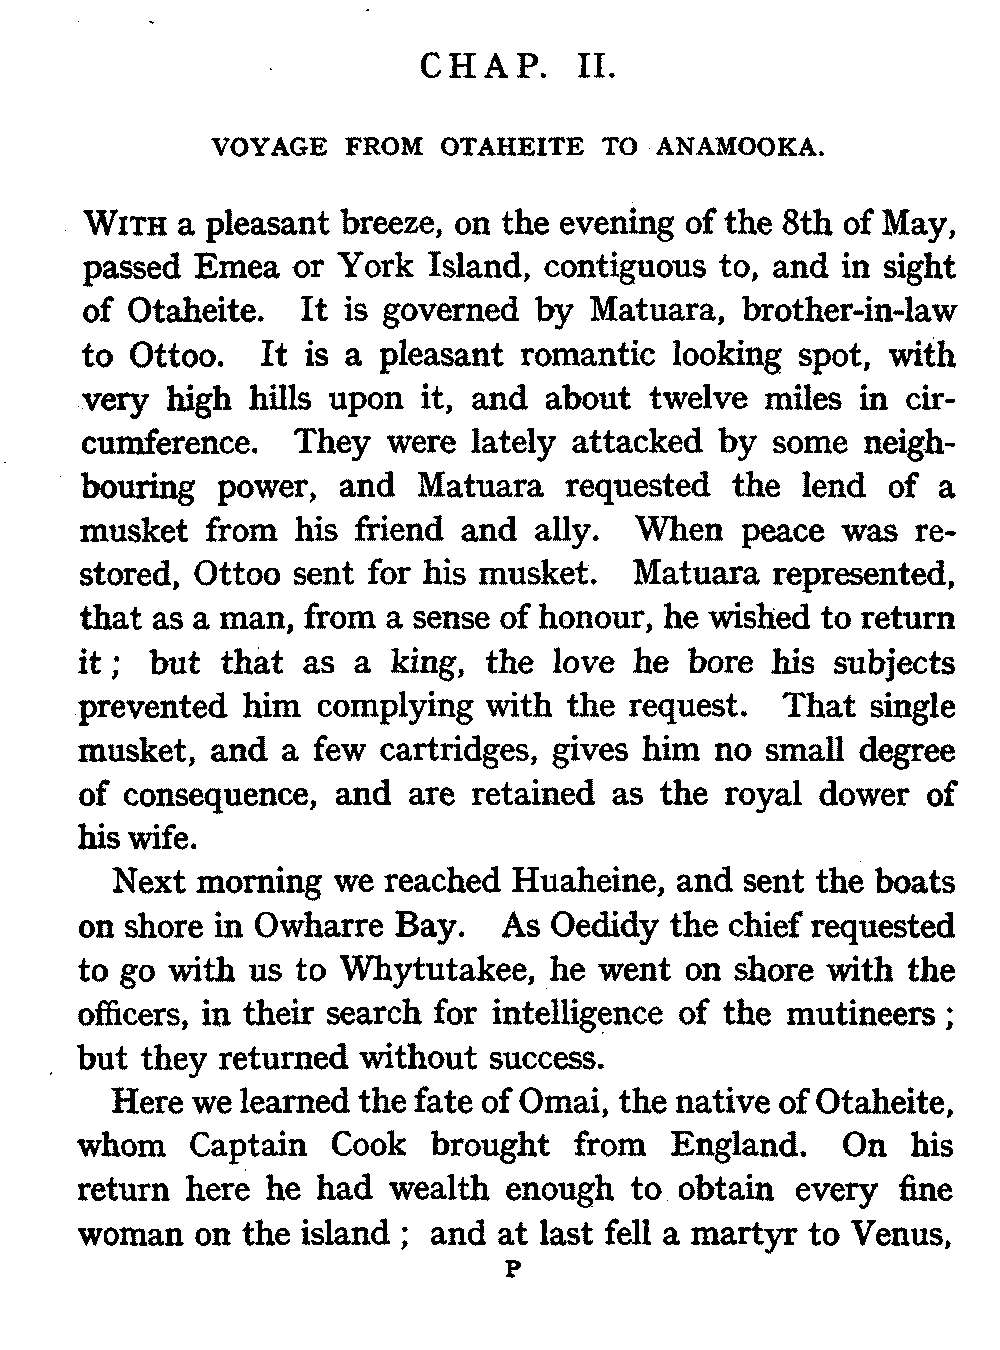 CHAP. II.
VOYAGE FROM OTAHEITE TO ANAMOOKA.
WITH a pleasant breeze, on the evening of the 8th of May,
passed Emea or York Island, contiguous to, and in sight
of Otaheite. It is governed by Matuara, brother-in-law
to Ottoo. It is a pleasant romantic looking spot, with
very high hills upon it, and about twelve miles in cir-
cumference. They were lately attacked by some neigh-
bouring power, and Matuara requested the lend of a
musket from his friend and ally. When peace was re-
stored, Ottoo sent for his musket. Matuara represented,
that as a man, from a sense of honour, he wished to return
it ; but that as a king, the love he bore his subjects
prevented him complying with the request. That single
musket, and a few cartridges, gives him no small degree
of consequence, and are retained as the royal dower of
his wife.
Next morning we reached Huaheine, and sent the boats
on shore in Owharre Bay. As Oedidy the chief requested
to go with us to Whytutakee, he went on shore with the
officers, in their search for intelligence of the mutineers ;
but they returned without success.
Here we learned the fate of Omai, the native of Otaheite,
whom Captain Cook brought from England. On his
return here he had wealth enough to obtain every fine
woman on the island ; and at last fell a martyr to Venus,
P